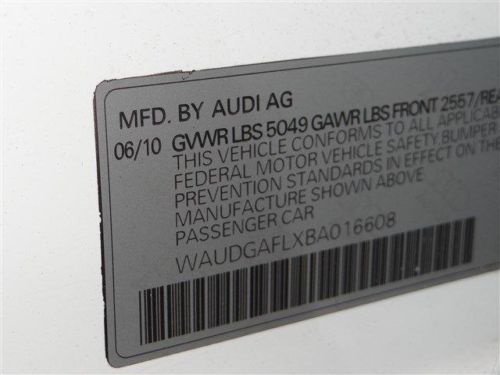 MFD. BY AUDI AG
06/10 GVWR LBS 5049 GAWR LBS FRONT 2557/REA
THIS VEHICLE CONFORMS TO ALL APPLICAB
FEDERAL MOTOR VEHICLE SAFETY BUMPER,
PREVENTION STANDARDS IN EFFECT ON THE
MANUFACTURE SHOWN ABOVE
PASSENGER CAR
WAUDGAFLXBA016608